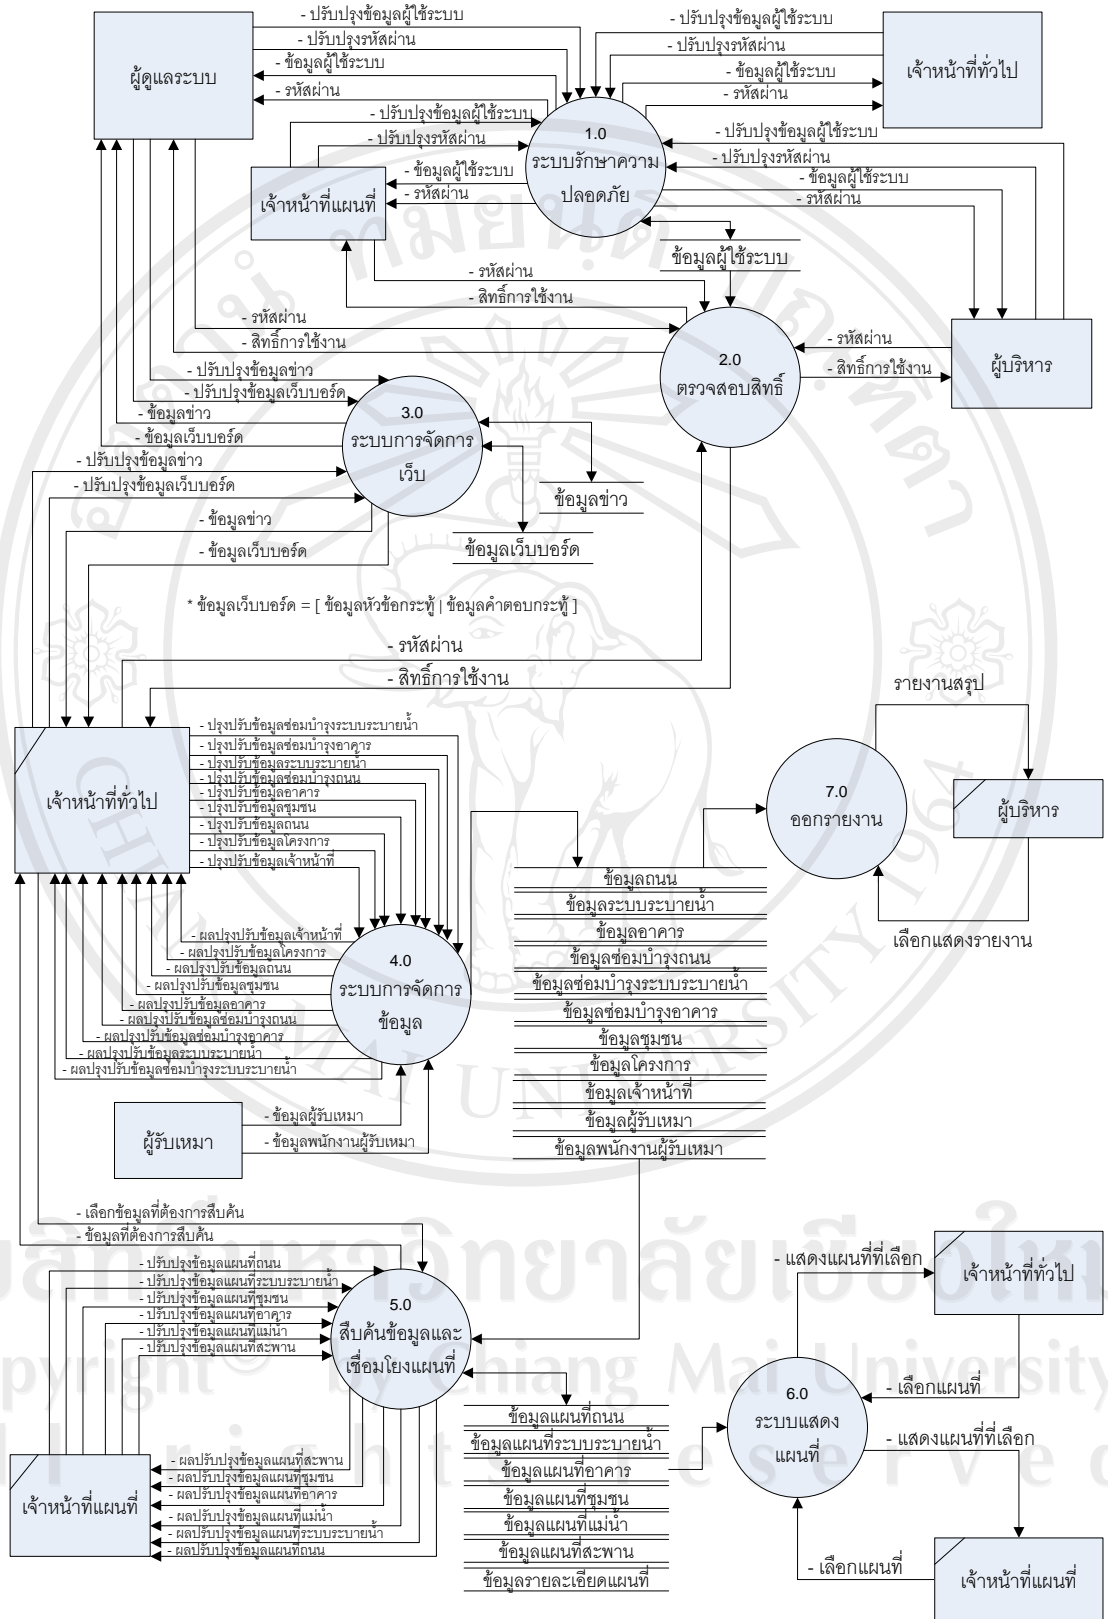 - ปรับปรุงข้อมูลผู้ใช้ระบบ
- ปรับปรุงรหัสผ่าน
- ข้อมูลผู้ใช้ระบบ
- รหัสผ่าน
ผู้ดูแลระบบ
- ปรับปรุงข้อมูลผู้ใช้ระบบ
- ปรับปรุงรหัสผ่าน
- ข้อมูลผู้ใช้ระบบ
- รหัสผ่าน
เจ้าหน้าที่ทั่วไป
- ปรับปรุงข้อมูลผู้ใช้ระบบ
- ปรับปรุงรหัสผ่าน
- ข้อมูลผู้ใช้ระบบ
- รหัสผ่าน
เจ้าหน้าที่แผนที่
1.0
ระบบรักษาความ
ปลอดภัย
- ปรับปรุงข้อมูลผู้ใช้ระบบ
- ปรับปรุงรหัสผ่าน
- ข้อมูลผู้ใช้ระบบ
- รหัสผ่าน
ข้อมูลผู้ใช้ระบบ
- รหัสผ่าน
- สิทธิ์การใช้งาน
- รหัสผ่าน
- สิทธิ์การใช้งาน
2.0
ตรวจสอบสิทธิ์
- รหัสผ่าน
- สิทธิ์การใช้งาน
ผู้บริหาร
- ปรับปรุงข้อมูลข่าว
- ปรับปรุงข้อมูลเว็บบอร์ด
- ข้อมูลข่าว
- ข้อมูลเว็บบอร์ด
- ปรับปรุงข้อมูลข่าว
- ปรับปรุงข้อมูลเว็บบอร์ด
- ข้อมูลข่าว
- ข้อมูลเว็บบอร์ด
3.0
ระบบการจัดการ
เว็บ
ข้อมูลข่าว
ข้อมูลเว็บบอร์ด
* ข้อมูลเว็บบอร์ด = [ ข้อมูลหัวข้อกระทู้ | ข้อมูลคำตอบกระทู้ ]
- รหัสผ่าน
- สิทธิ์การใช้งาน
เจ้าหน้าที่ทั่วไป
- ปรุงปรับข้อมูลซ่อมบำรุงระบบระบายน้ำ
- ปรุงปรับข้อมูลซ่อมบำรุงอาคาร
- ปรุงปรับข้อมูลระบบระบายน้ำ
- ปรุงปรับข้อมูลซ่อมบำรุงถนน
- ปรุงปรับข้อมูลอาคาร
- ปรุงปรับข้อมูลชุมชน
- ปรุงปรับข้อมูลถนน
- ปรุงปรับข้อมูลโครงการ
- ปรุงปรับข้อมูลเจ้าหน้าที่
รายงานสรุป
7.0
ออกรายงาน
ผู้บริหาร
เลือกแสดงรายงาน
- ผลปรุงปรับข้อมูลเจ้าหน้าที่
- ผลปรุงปรับข้อมูลโครงการ
- ผลปรุงปรับข้อมูลถนน
- ผลปรุงปรับข้อมูลชุมชน
- ผลปรุงปรับข้อมูลอาคาร
- ผลปรุงปรับข้อมูลซ่อมบำรุงถนน
- ผลปรุงปรับข้อมูลซ่อมบำรุงอาคาร
- ผลปรุงปรับข้อมูลระบบระบายน้ำ
- ผลปรุงปรับข้อมูลซ่อมบำรุงระบบระบายน้ำ
4.0
ระบบการจัดการ
ข้อมูล
ข้อมูลถนน
ข้อมูลระบบระบายน้ำ
ข้อมูลอาคาร
ข้อมูลซ่อมบำรุงถนน
ข้อมูลซ่อมบำรุงระบบระบายน้ำ
ข้อมูลซ่อมบำรุงอาคาร
ข้อมูลชุมชน
ข้อมูลโครงการ
ข้อมูลเจ้าหน้าที่
ข้อมูลผู้รับเหมา
ข้อมูลพนักงานผู้รับเหมา
ผู้รับเหมา
- ข้อมูลผู้รับเหมา
- ข้อมูลพนักงานผู้รับเหมา
- เลือกข้อมูลที่ต้องการสืบค้น
- ข้อมูลที่ต้องการสืบค้น
- ปรับปรุงข้อมูลแผนที่ถนน
- ปรับปรุงข้อมูลแผนที่ระบบระบายน้ำ
- ปรับปรุงข้อมูลแผนที่ชุมชน
- ปรับปรุงข้อมูลแผนที่อาคาร
- ปรับปรุงข้อมูลแผนที่แม่น้ำ
- ปรับปรุงข้อมูลแผนที่สะพาน
5.0
สืบค้นข้อมูลและ
เชื่อมโยงแผนที่
- แสดงแผนที่ที่เลือก
เจ้าหน้าที่ทั่วไป
- เลือกแผนที่
6.0
ระบบแสดง
แผนที่
- แสดงแผนที่ที่เลือก
- เลือกแผนที่
เจ้าหน้าที่แผนที่
ข้อมูลแผนที่ถนน
ข้อมูลแผนที่ระบบระบายน้ำ
ข้อมูลแผนที่อาคาร
ข้อมูลแผนที่ชุมชน
ข้อมูลแผนที่แม่น้ำ
ข้อมูลแผนที่สะพาน
ข้อมูลรายละเอียดแผนที่
เจ้าหน้าที่แผนที่
- ผลปรับปรุงข้อมูลแผนที่สะพาน
- ผลปรับปรุงข้อมูลแผนที่ชุมชน
- ผลปรับปรุงข้อมูลแผนที่อาคาร
- ผลปรับปรุงข้อมูลแผนที่แม่น้ำ
- ผลปรับปรุงข้อมูลแผนที่ระบบระบายน้ำ
- ผลปรับปรุงข้อมูลแผนที่ถนน
CHIANG MAI UNIVERSITY 1964
by Chiang Mai University